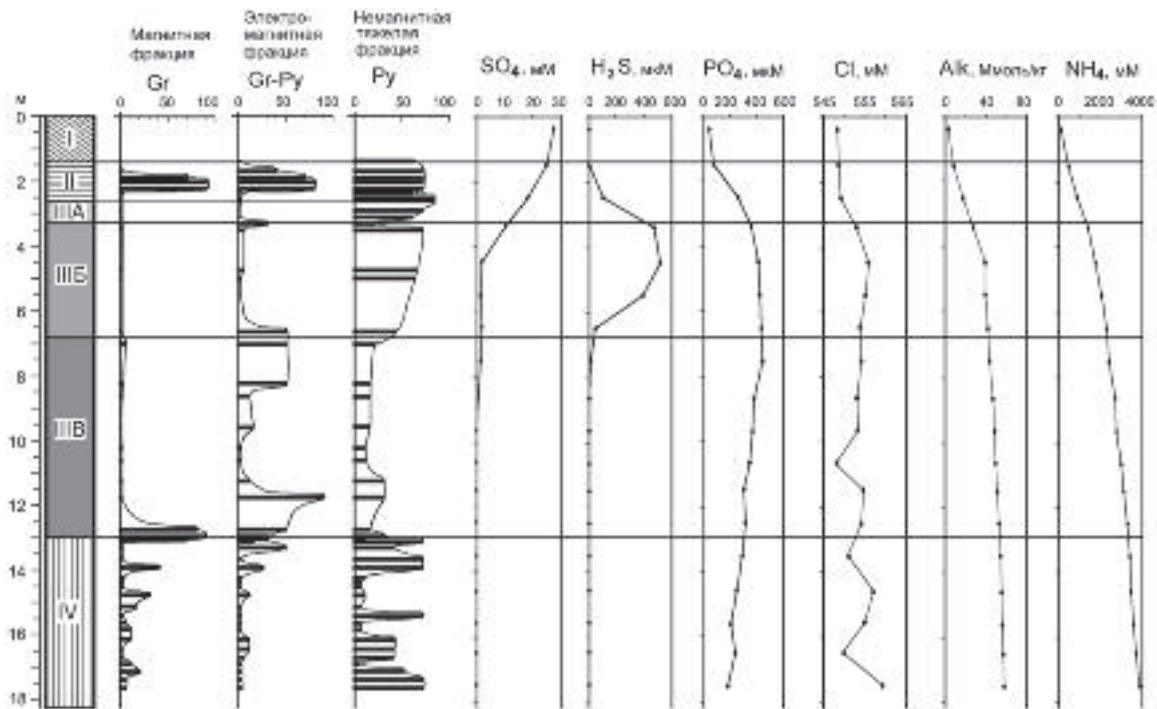 Магнитная
фракция
Gr
Электро-
магнитная
фракция
Gr-Py
Немагнитная
тяжелая
фракция
Py
SO₄, мМ
H₂S, мкМ
PO₄, мкМ
Cl, мМ
Alk, Ммоль/кг
NH₄, мМ
м
0 50 100
0 50 100
0 50 100
0 10 20 30
0 200 400 600
0 200 400 600
545 555 565
0 40 80
0 2000 4000
0
2
4
6
8
10
12
14
16
18
I
II
IIIА
IIIБ
IIIВ
IV